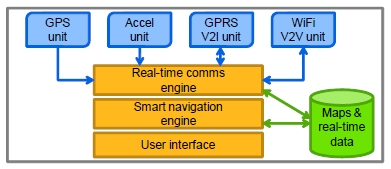 GPS
unit
Accel
unit
GPRS
V2I unit
WiFi
V2V unit
Real-time comms
engine
Smart navigation
engine
User interface
Maps &
real-time
data